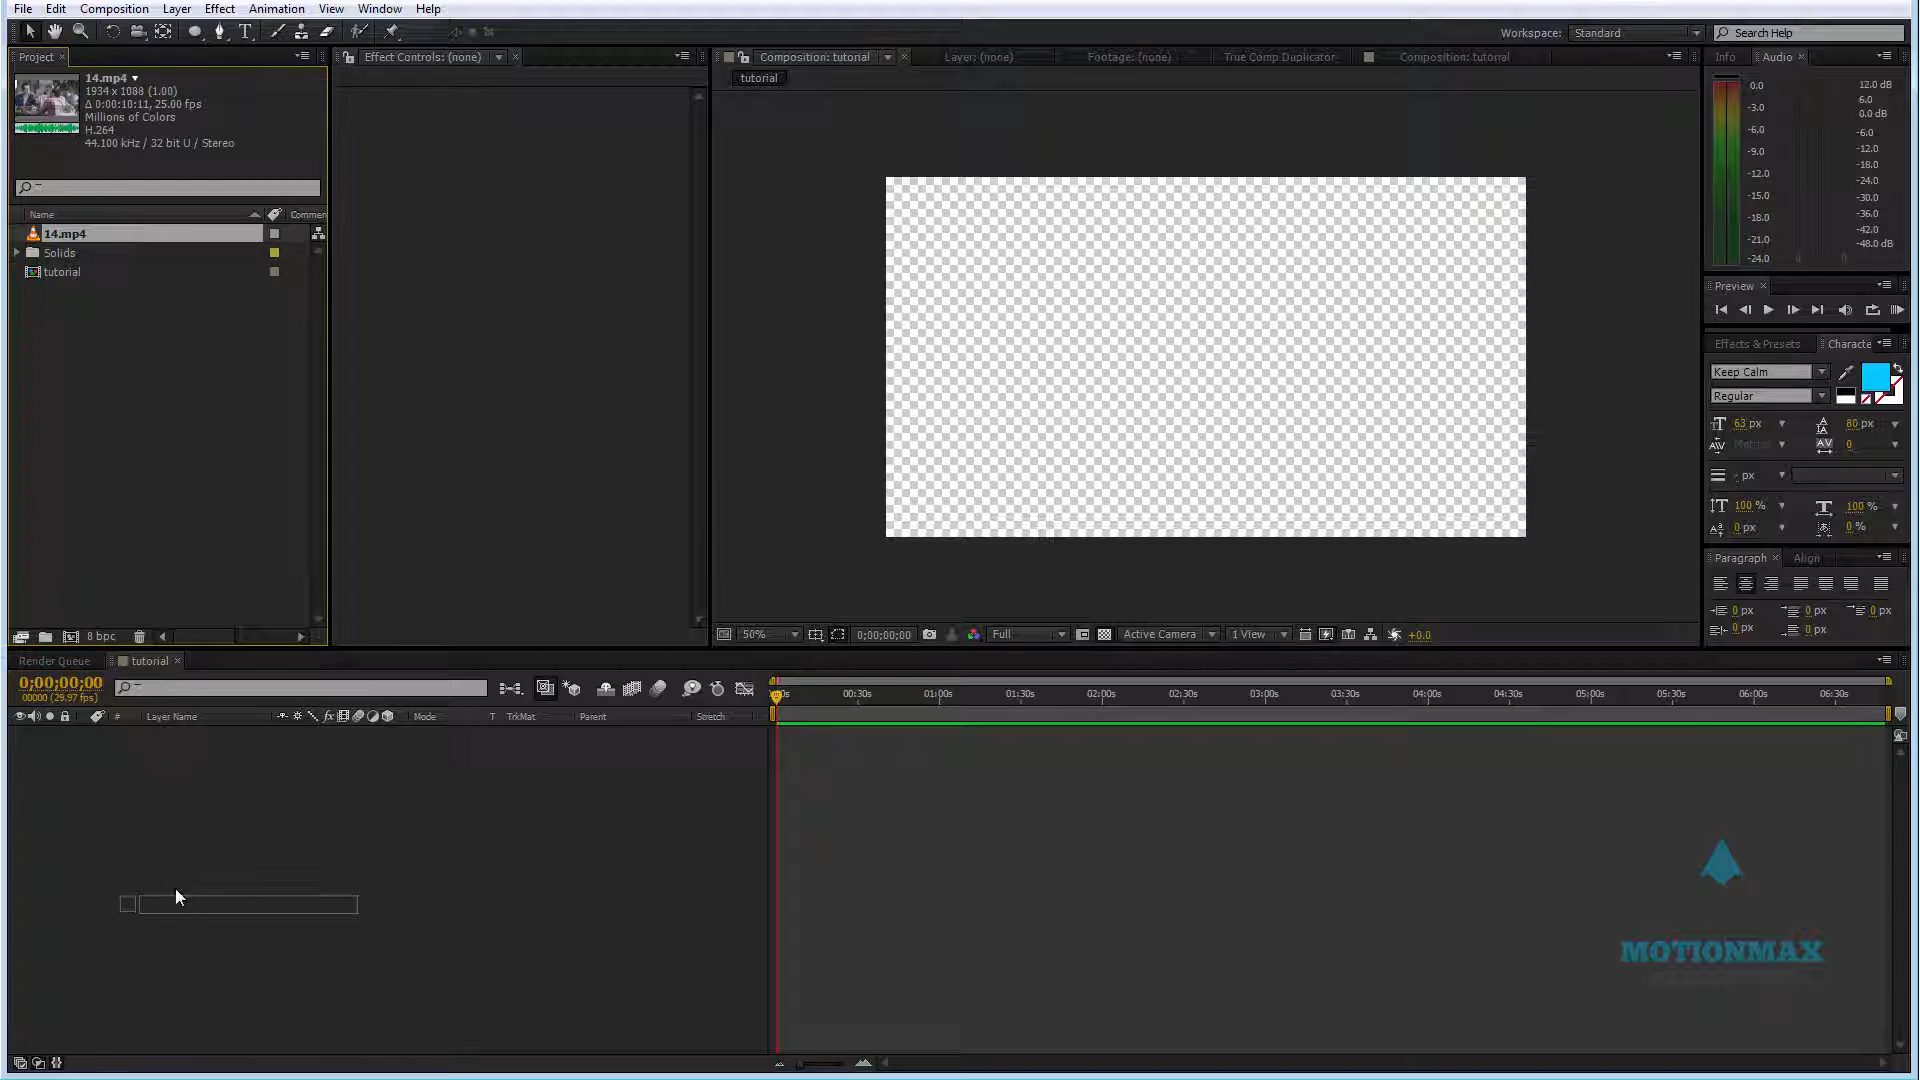 File Edit Composition Layer Effect Animation View Window Help
Workspace: Standard Search Help
Project Effect Controls: (none) Composition: tutorial Layer: (none) Footage: (none) True Comp Duplicator Composition: tutorial Info Audio
tutorial
14.mp4
1934 x 1088 (1.00)
Δ 0:00:10:11, 25.00 fps
Millions of Colors
H.264
44.100 kHz / 32 bit U / Stereo
Name Commen
14.mp4
Solids
tutorial
8 bpc
0.0
-3.0
-6.0
-9.0
-12.0
-15.0
-18.0
-21.0
-24.0
12.0 dB
6.0
0.0 dB
-6.0
-12.0
-18.0
-24.0
-30.0
-36.0
-42.0
-48.0 dB
Preview
Effects & Presets Characte
Keep Calm
Regular
63 px 80 px
Metrics 0
- px
100 % 100 %
0 px 0 %
Paragraph Align
0 px 0 px 0 px
0 px 0 px
50% 0;00;00;00 Full Active Camera 1 View +0.0
Render Queue tutorial
0;00;00;00
00000 (29.97 fps)
00:30s 01:00s 01:30s 02:00s 02:30s 03:00s 03:30s 04:00s 04:30s 05:00s 05:30s 06:00s 06:30s
# Layer Name fx Mode T TrkMat Parent Stretch
MOTIONMAX